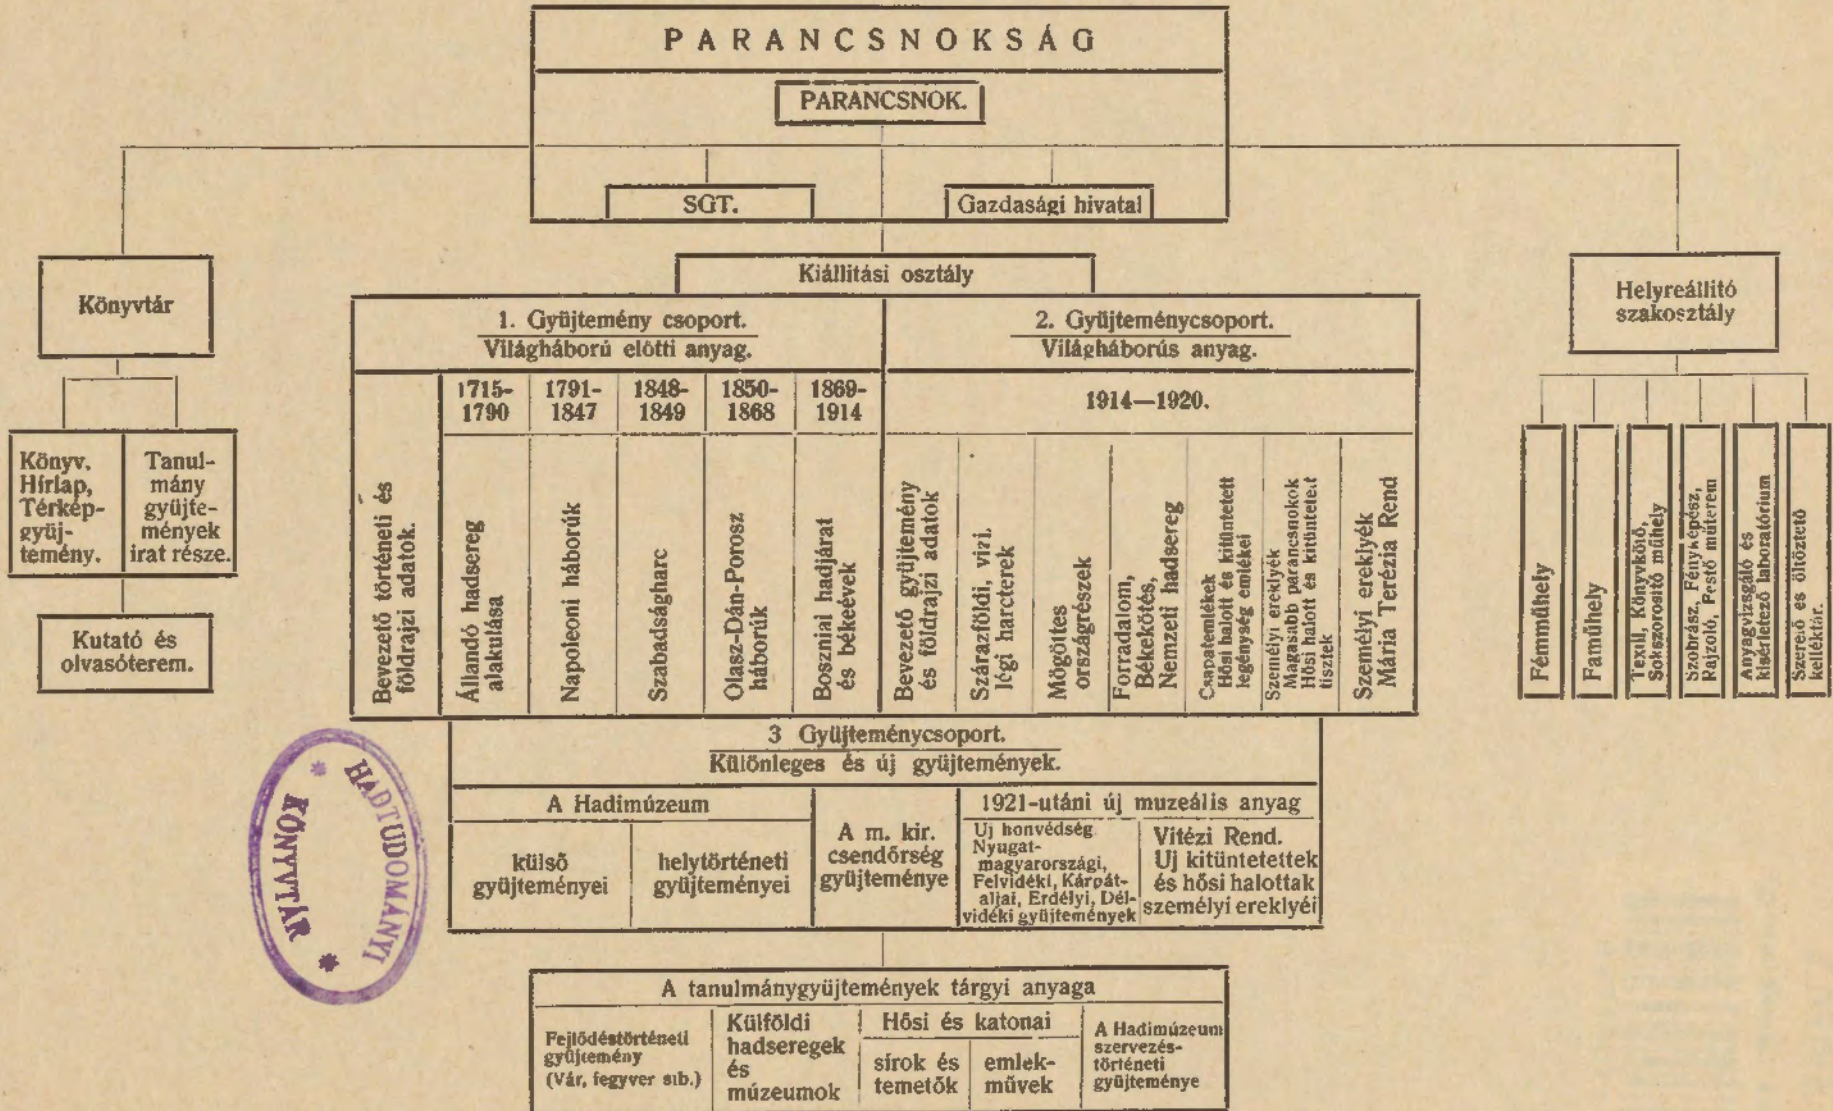 PARANCSNOKSÁG
PARANCSNOK.
SGT.
Gazdasági hivatal
Könyvtár
Könyv,
Hírlap,
Térkép-
gyüj-
temény.
Tanul-
mány
gyüjte-
mények
irat része.
Kutató és
olvasóterem.
Kiállitási osztály
1. Gyüjtemény csoport.
Világháború előtti anyag.
Bevezető történeti és
földrajzi adatok.
1715-
1790
Állandó hadsereg
alakulása
1791-
1847
Napoleoni háborúk
1848-
1849
Szabadságharc
1850-
1868
Olasz-Dán-Porosz
háborúk
1869-
1914
Boszniai hadjárat
és békeévek
2. Gyüjteménycsoport.
Világháborús anyag.
1914—1920.
Bevezető gyüjtemény
és földrajzi adatok
Szárazföldi, vizi.
légi harcterek
Mögöttes
országrészek
Forradalom,
Békekötés,
Nemzeti hadsereg
Csapatemlékek
Hősi halott és kitüntetett
legénység emlékei
Személyi ereklyék
Magasabb parancsnokok
Hősi halott és kitüntetett
tisztek
Személyi ereklyék
Mária Terézia Rend
Helyreállitó
szakosztály
Fémműhely
Faműhely
Textil, Könyvkötő,
Sokszorositó műhely
Szobrász, Fényképész,
Rajzoló, Festő műterem
Anyagvizsgáló és
kisérletező laboratórium
Szerelő és öltöztető
kelléktár.
3 Gyüjteménycsoport.
Különleges és új gyüjtemények.
A Hadimúzeum
külső
gyüjteményei
helytörténeti
gyüjteményei
A m. kir.
csendőrség
gyüjteménye
1921-utáni új muzeális anyag
Uj honvédség
Nyugat-
magyarországi,
Felvidéki, Kárpát-
aljai, Erdélyi, Dél-
vidéki gyüjtemények
Vitézi Rend.
Uj kitüntetettek
és hősi halottak
személyi ereklyéi
HADTUDOMÁNYI
* KÖNYVTÁR *
A tanulmánygyüjtemények tárgyi anyaga
Fejlődéstörténeti
gyüjtemény
(Vár, fegyver stb.)
Külföldi
hadseregek
és
múzeumok
Hősi és katonai
sírok és
temetők
emlek-
művek
A Hadimúzeum
szervezés-
történeti
gyüjteménye